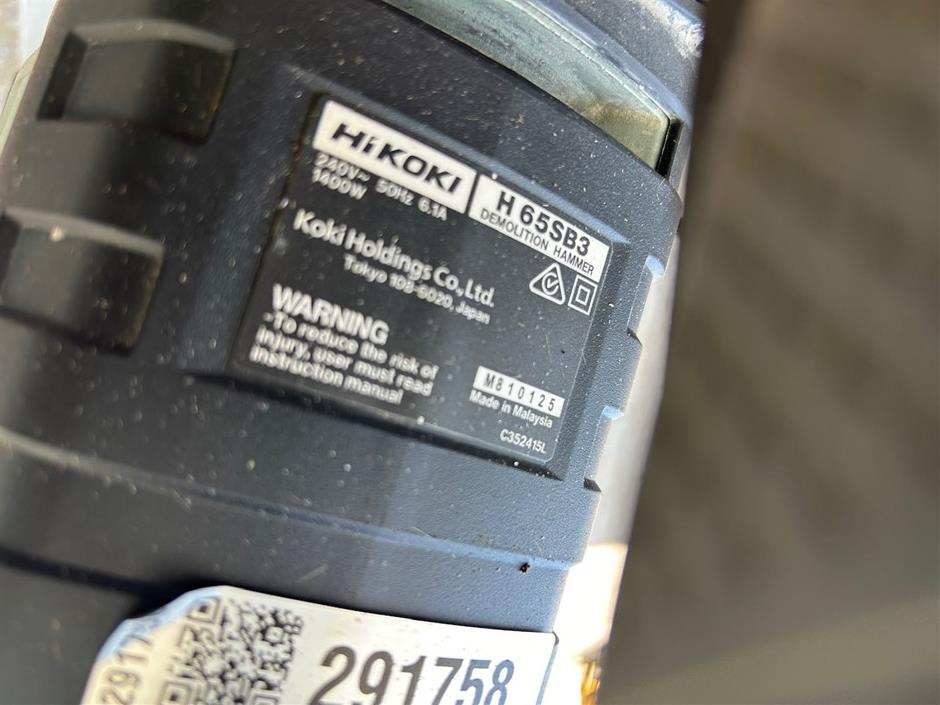 HiKOKI
H 65SB3
DEMOLITION HAMMER
240V~ 50Hz 6.1A
1400W
Koki Holdings Co., Ltd.
Tokyo 108-6020, Japan
WARNING
-To reduce the risk of
injury, user must read
instruction manual
M810125
Made in Malaysia
C352415L
291758